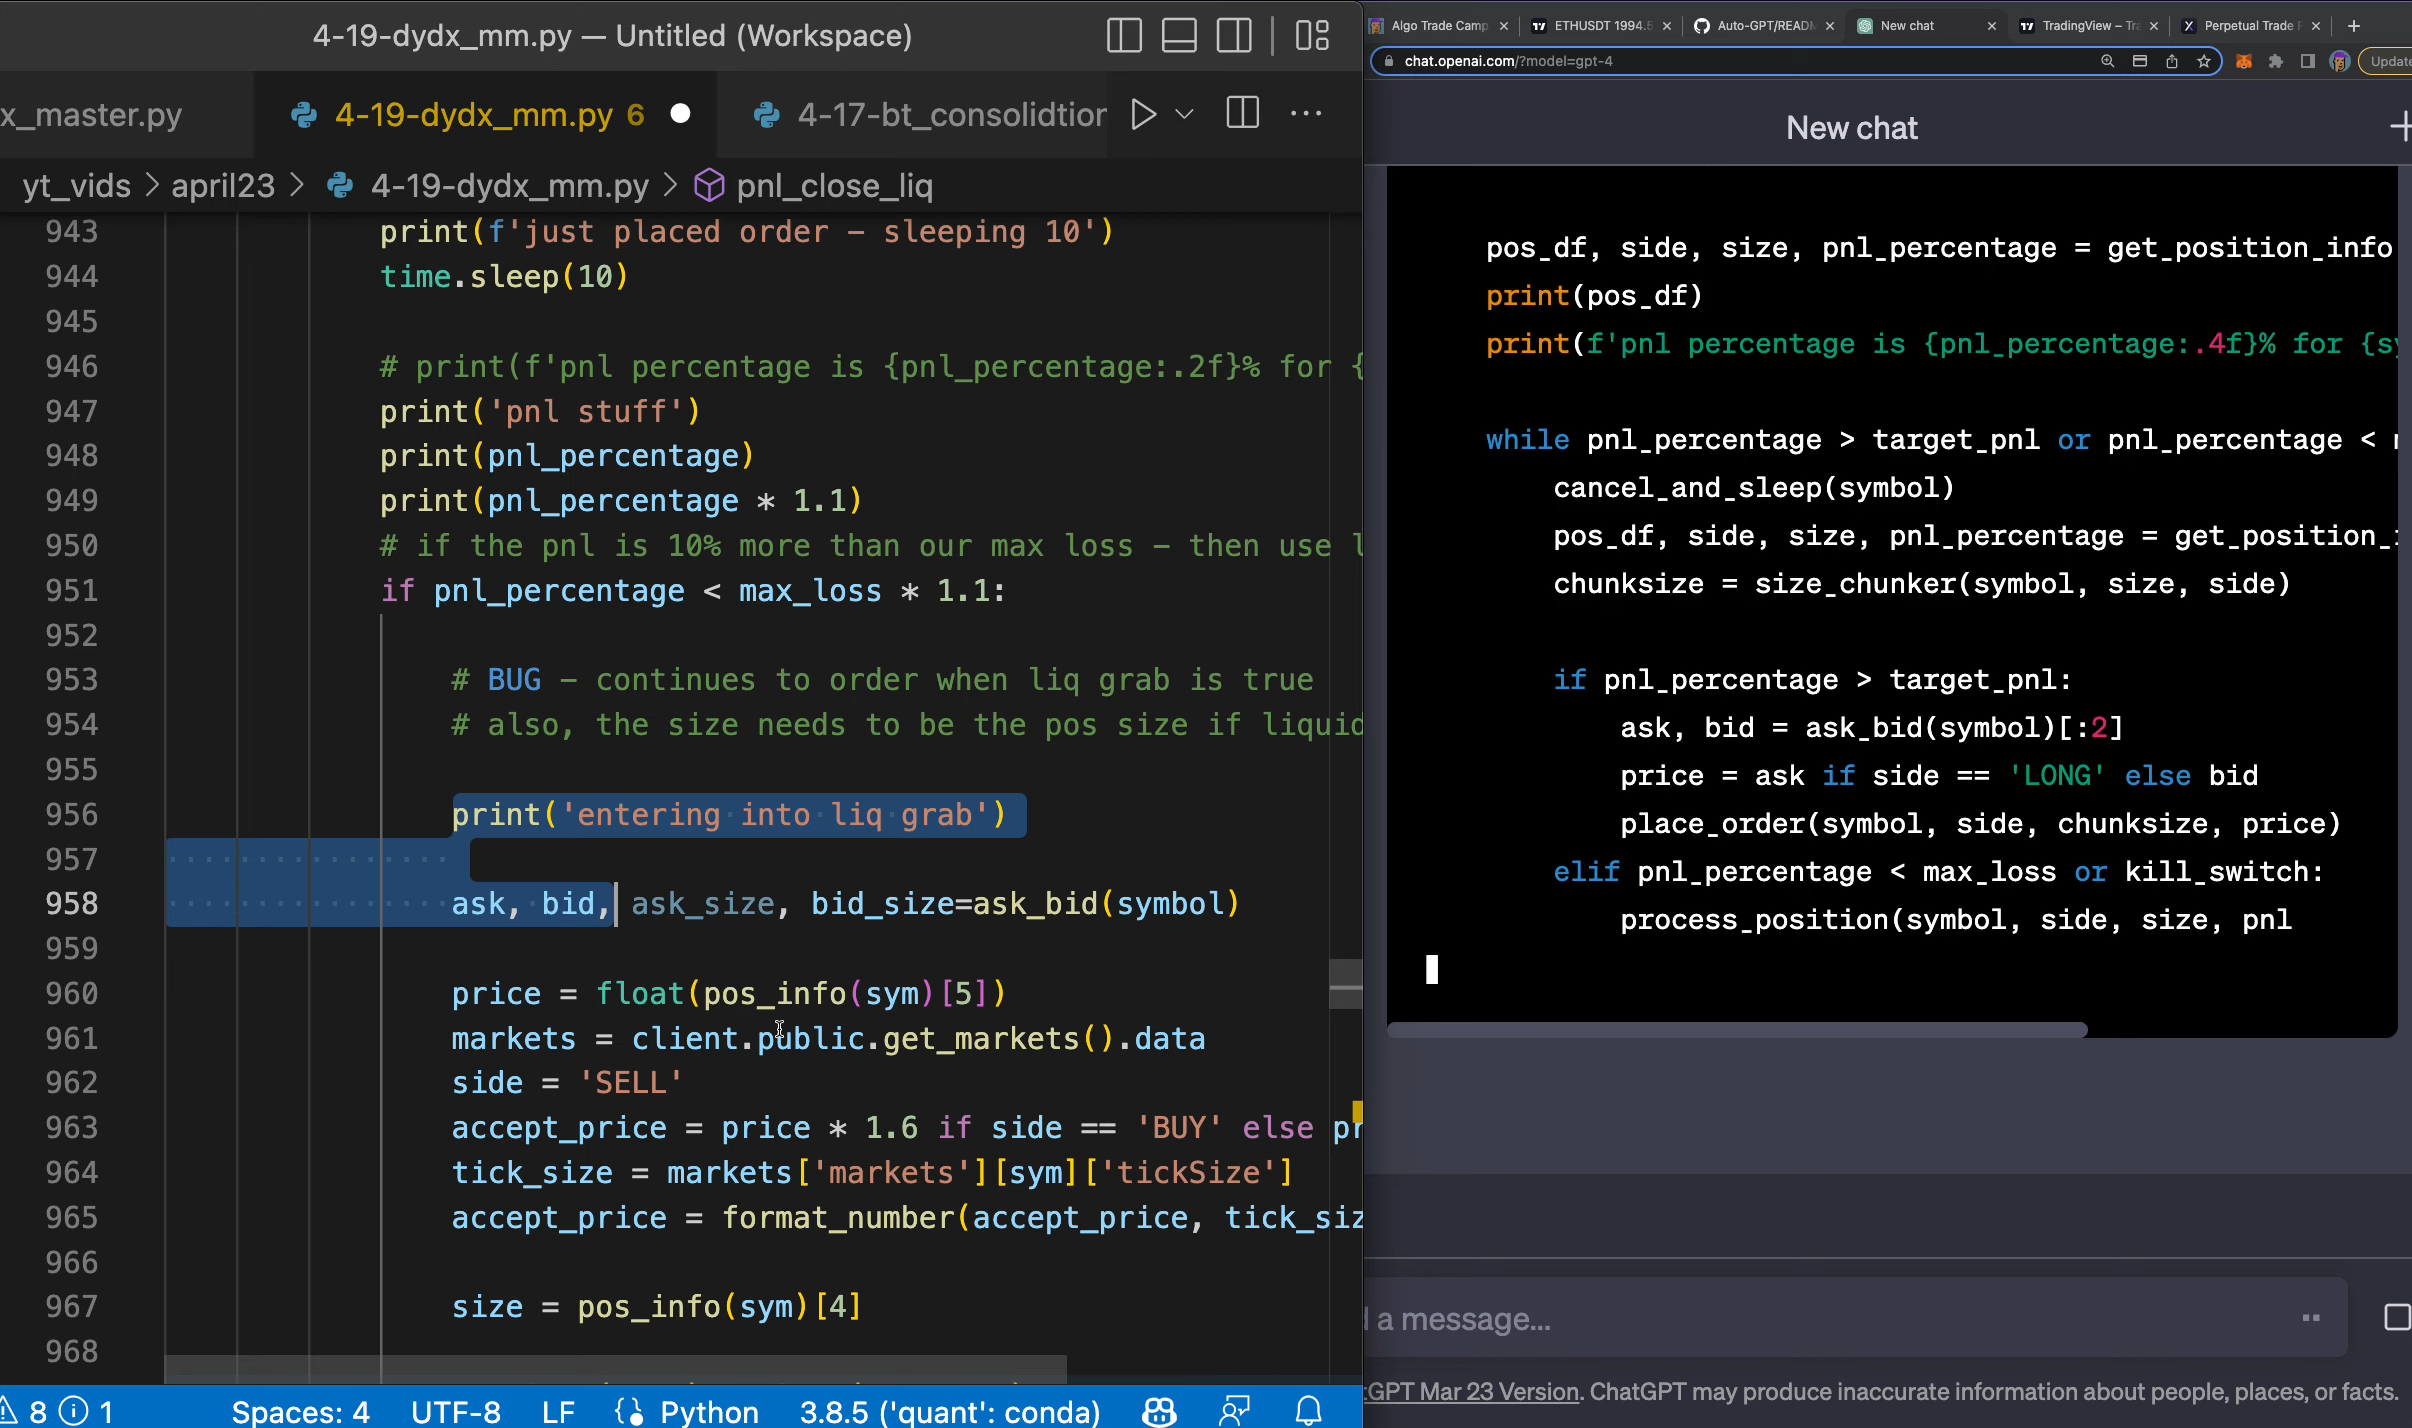 4-19-dydx_mm.py — Untitled (Workspace)
x_master.py
4-19-dydx_mm.py 6
4-17-bt_consolidtion
yt_vids > april23 > 4-19-dydx_mm.py > pnl_close_liq
943 print(f'just placed order – sleeping 10')
944 time.sleep(10)
945
946 # print(f'pnl percentage is {pnl_percentage:.2f}% for {
947 print('pnl stuff')
948 print(pnl_percentage)
949 print(pnl_percentage * 1.1)
950 # if the pnl is 10% more than our max loss – then use l
951 if pnl_percentage < max_loss * 1.1:
952
953 # BUG – continues to order when liq grab is true
954 # also, the size needs to be the pos size if liquid
955
956 print('entering into liq grab')
957
958 ask, bid, ask_size, bid_size=ask_bid(symbol)
959
960 price = float(pos_info(sym)[5])
961 markets = client.public.get_markets().data
962 side = 'SELL'
963 accept_price = price * 1.6 if side == 'BUY' else pr
964 tick_size = markets['markets'][sym]['tickSize']
965 accept_price = format_number(accept_price, tick_siz
966
967 size = pos_info(sym)[4]
968
8 1 Spaces: 4 UTF-8 LF Python 3.8.5 ('quant': conda)
Algo Trade Camp
ETHUSDT 1994.5
Auto-GPT/READM
New chat
TradingView – Tra
Perpetual Trade
chat.openai.com/?model=gpt-4
Update
New chat
pos_df, side, size, pnl_percentage = get_position_info
print(pos_df)
print(f'pnl percentage is {pnl_percentage:.4f}% for {sy
while pnl_percentage > target_pnl or pnl_percentage < m
cancel_and_sleep(symbol)
pos_df, side, size, pnl_percentage = get_position_i
chunksize = size_chunker(symbol, size, side)
if pnl_percentage > target_pnl:
ask, bid = ask_bid(symbol)[:2]
price = ask if side == 'LONG' else bid
place_order(symbol, side, chunksize, price)
elif pnl_percentage < max_loss or kill_switch:
process_position(symbol, side, size, pnl
d a message...
GPT Mar 23 Version. ChatGPT may produce inaccurate information about people, places, or facts.